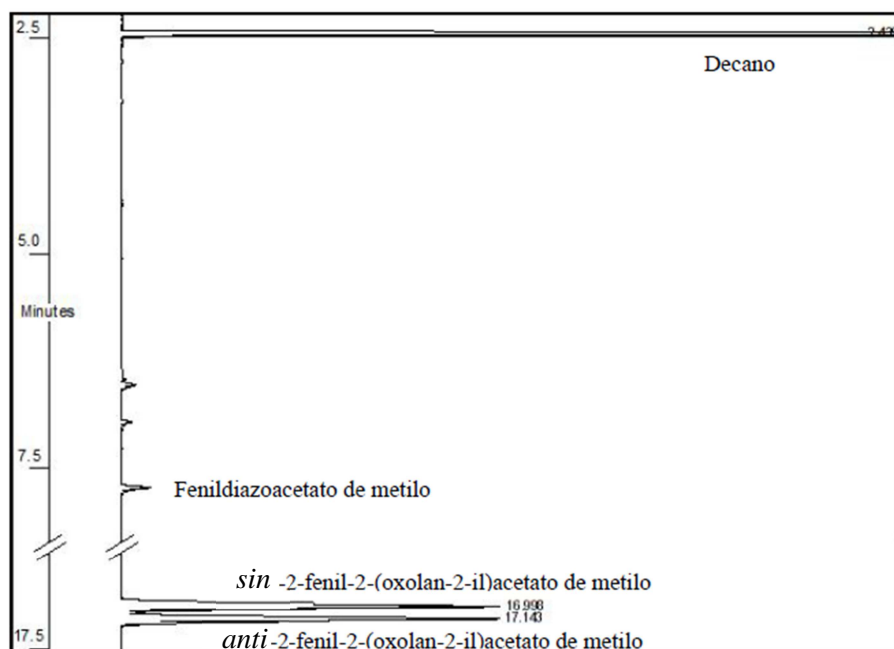 2.5
Decano
5.0
Minutes
7.5
Fenildiazoacetato de metilo
sin -2-fenil-2-(oxolan-2-il)acetato de metilo
16.998
17.143
17.5
anti-2-fenil-2-(oxolan-2-il)acetato de metilo